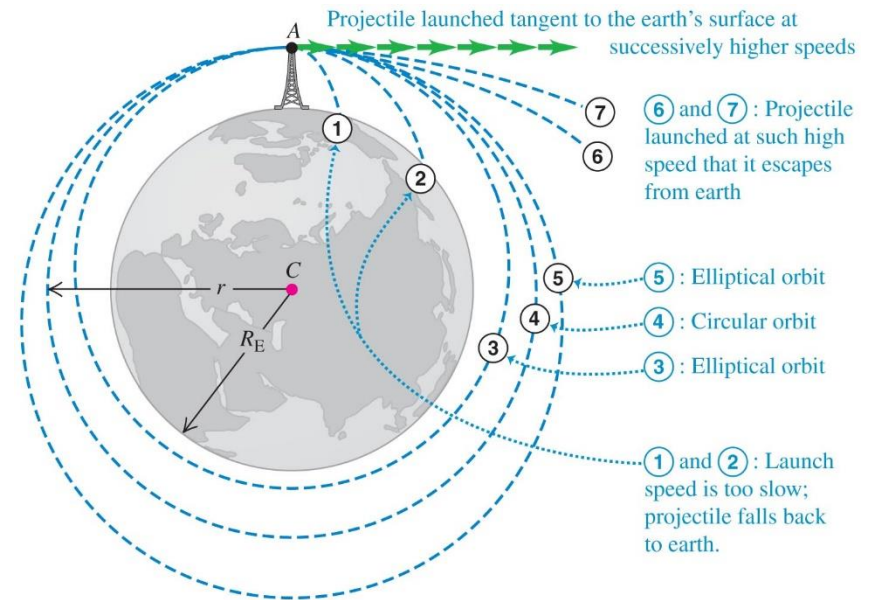 Projectile launched tangent to the earth's surface at
successively higher speeds
A
1
2
7
6
6 and 7 : Projectile
launched at such high
speed that it escapes
from earth
C
r
R_E
5
5 : Elliptical orbit
4
4 : Circular orbit
3
3 : Elliptical orbit
1 and 2 : Launch
speed is too slow;
projectile falls back
to earth.